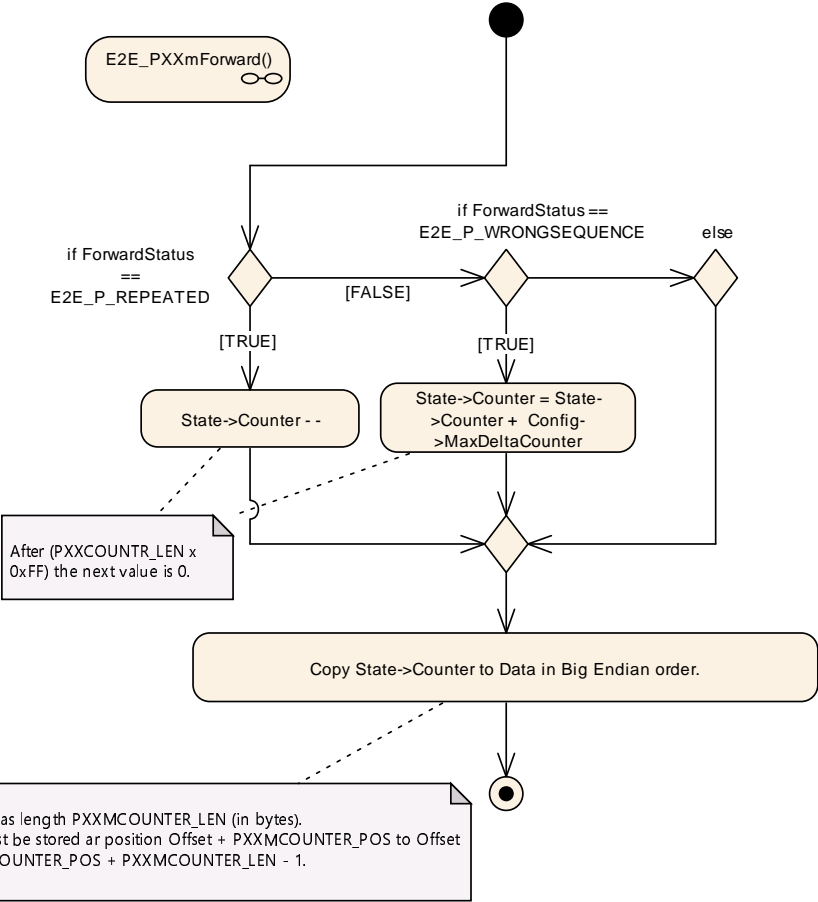 E2E_PXXmForward()
if ForwardStatus ==
E2E_P_WRONGSEQUENCE
else
if ForwardStatus
==
E2E_P_REPEATED
[FALSE]
[TRUE]
[TRUE]
State->Counter - -
State->Counter = State-
>Counter + Config-
>MaxDeltaCounter
After (PXXCOUNTR_LEN x
0xFF) the next value is 0.
Copy State->Counter to Data in Big Endian order.
as length PXXMCOUNTER_LEN (in bytes).
be stored ar position Offset + PXXMCOUNTER_POS to Offset
OUNTER_POS + PXXMCOUNTER_LEN - 1.